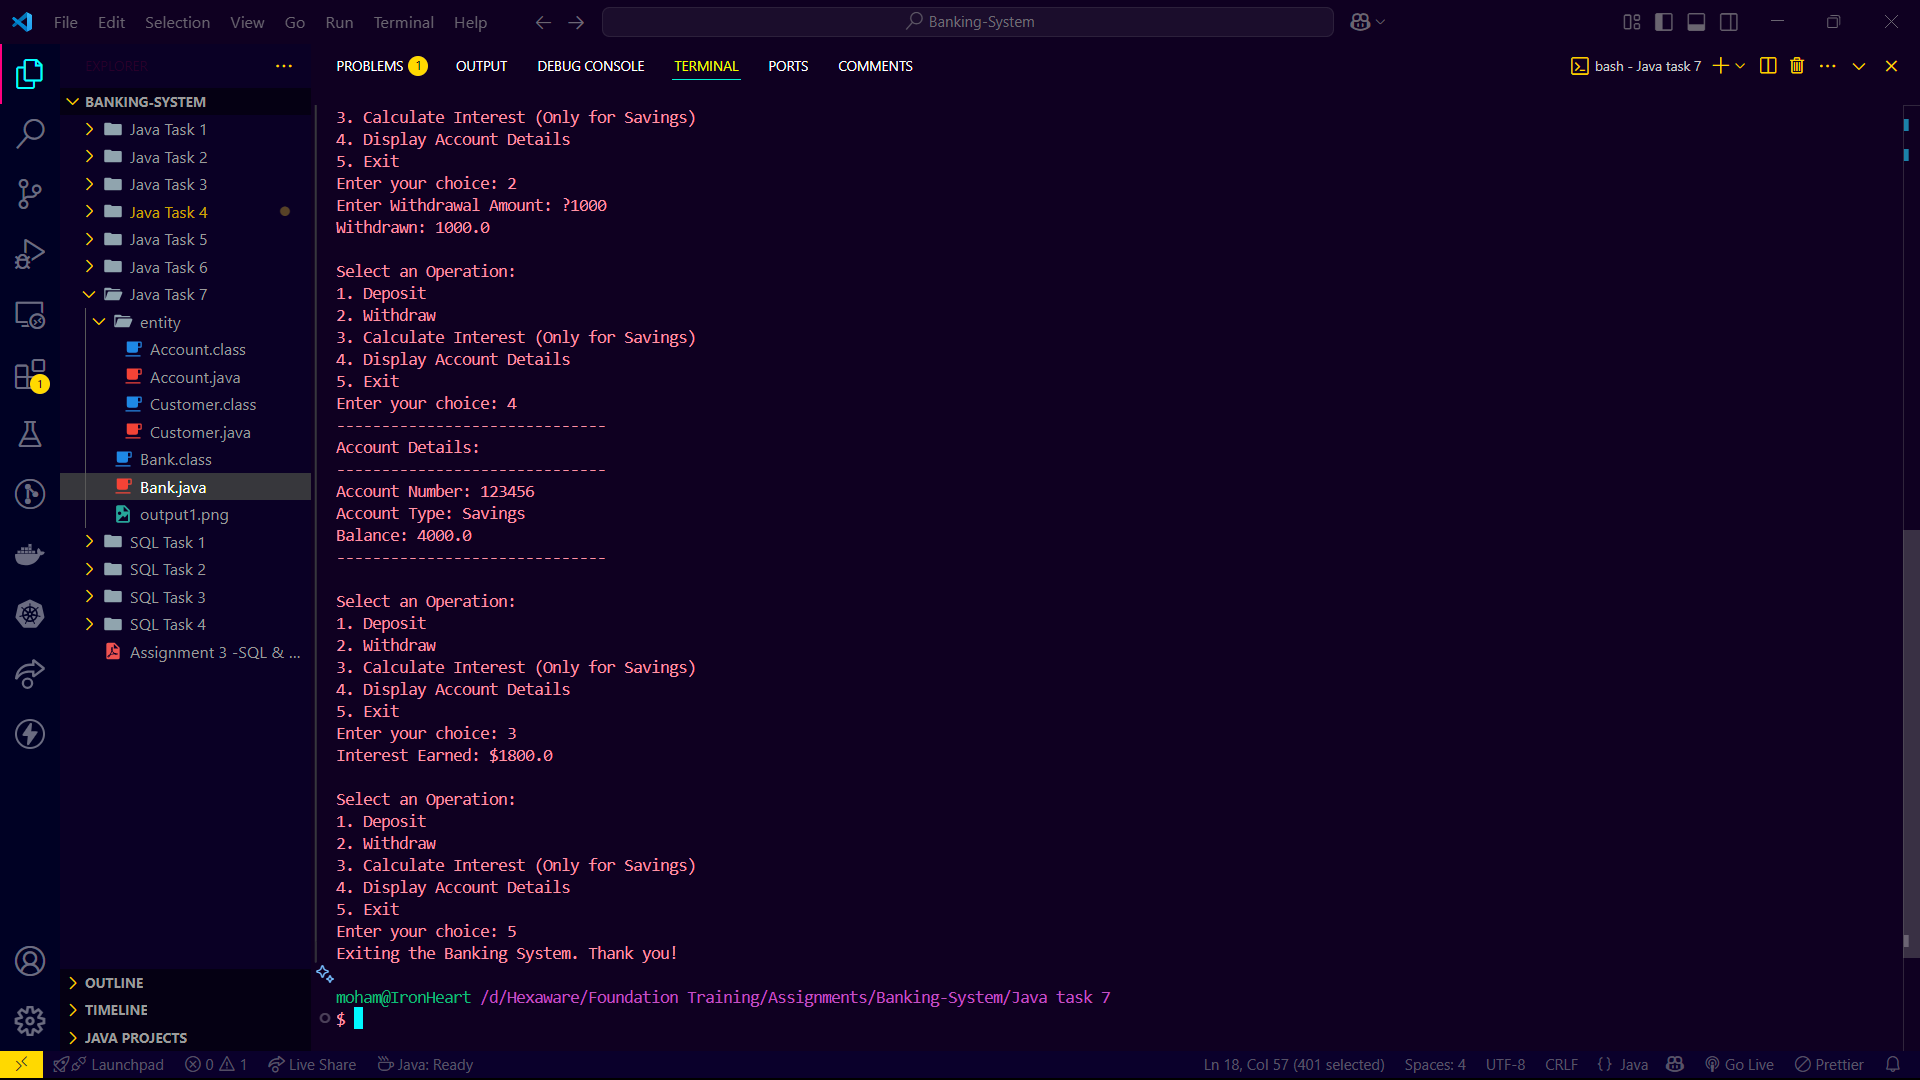 File Edit Selection View Go Run Terminal Help
Banking-System
EXPLORER
PROBLEMS 1 OUTPUT DEBUG CONSOLE TERMINAL PORTS COMMENTS
bash - Java task 7
BANKING-SYSTEM
Java Task 1
Java Task 2
Java Task 3
Java Task 4
Java Task 5
Java Task 6
Java Task 7
entity
Account.class
Account.java
Customer.class
Customer.java
Bank.class
Bank.java
output1.png
SQL Task 1
SQL Task 2
SQL Task 3
SQL Task 4
Assignment 3 -SQL & ...
1
OUTLINE
TIMELINE
JAVA PROJECTS
3. Calculate Interest (Only for Savings)
4. Display Account Details
5. Exit
Enter your choice: 2
Enter Withdrawal Amount: ?1000
Withdrawn: 1000.0
Select an Operation:
1. Deposit
2. Withdraw
3. Calculate Interest (Only for Savings)
4. Display Account Details
5. Exit
Enter your choice: 4
------------------------------
Account Details:
------------------------------
Account Number: 123456
Account Type: Savings
Balance: 4000.0
------------------------------
Select an Operation:
1. Deposit
2. Withdraw
3. Calculate Interest (Only for Savings)
4. Display Account Details
5. Exit
Enter your choice: 3
Interest Earned: $1800.0
Select an Operation:
1. Deposit
2. Withdraw
3. Calculate Interest (Only for Savings)
4. Display Account Details
5. Exit
Enter your choice: 5
Exiting the Banking System. Thank you!
moham@IronHeart /d/Hexaware/Foundation Training/Assignments/Banking-System/Java task 7
$
Launchpad 0 1 Live Share Java: Ready
Ln 18, Col 57 (401 selected) Spaces: 4 UTF-8 CRLF {} Java Go Live Prettier